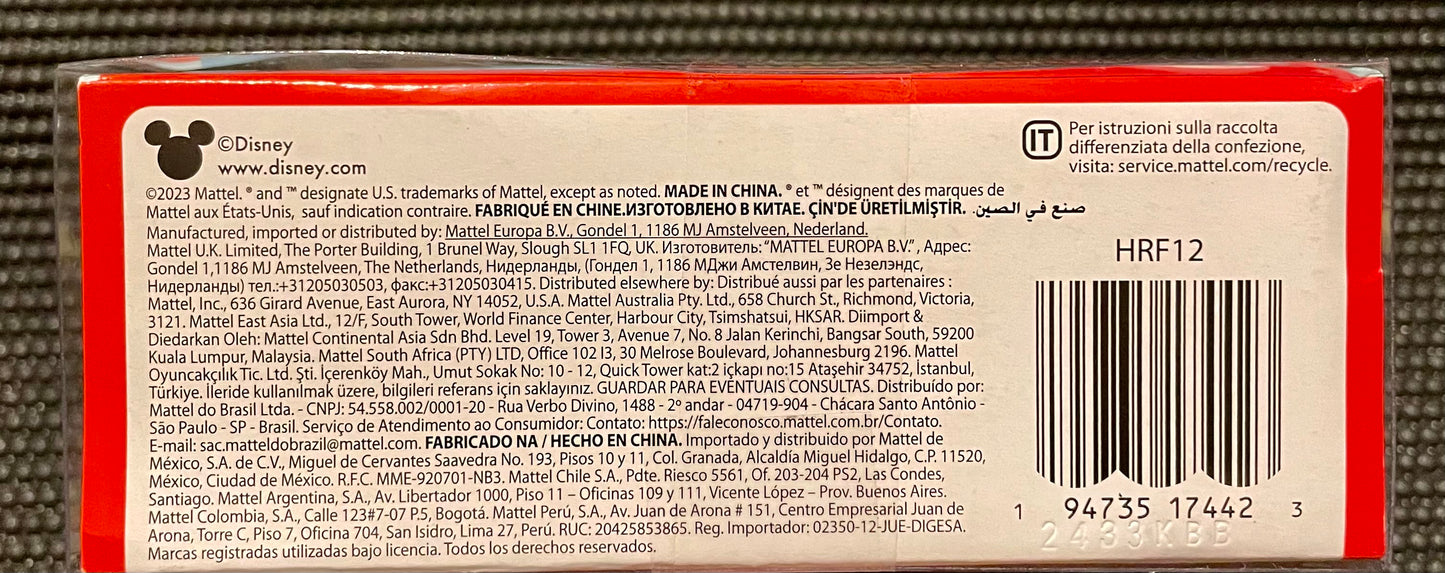 ©Disney
www.disney.com
IT
Per istruzioni sulla raccolta
differenziata della confezione,
visita: service.mattel.com/recycle.
©2023 Mattel. ® and ™ designate U.S. trademarks of Mattel, except as noted. MADE IN CHINA. ® et ™ désignent des marques de
Mattel aux États-Unis, sauf indication contraire. FABRIQUÉ EN CHINE.ИЗГОТОВЛЕНО В КИТАЕ. ÇİN'DE ÜRETİLMİŞTİR. صنع في الصين.
Manufactured, imported or distributed by: Mattel Europa B.V., Gondel 1, 1186 MJ Amstelveen, Nederland.
Mattel U.K. Limited, The Porter Building, 1 Brunel Way, Slough SL1 1FQ, UK. Изготовитель: "MATTEL EUROPA B.V.", Адрес:
Gondel 1,1186 MJ Amstelveen, The Netherlands, Нидерланды, (Гондел 1, 1186 МДжи Амстелвин, Зе Незелэндс,
Нидерланды) тел.:+31205030503, факс:+31205030415. Distributed elsewhere by: Distribué aussi par les partenaires :
Mattel, Inc., 636 Girard Avenue, East Aurora, NY 14052, U.S.A. Mattel Australia Pty. Ltd., 658 Church St., Richmond, Victoria,
3121. Mattel East Asia Ltd., 12/F, South Tower, World Finance Center, Harbour City, Tsimshatsui, HKSAR. Diimport &
Diedarkan Oleh: Mattel Continental Asia Sdn Bhd. Level 19, Tower 3, Avenue 7, No. 8 Jalan Kerinchi, Bangsar South, 59200
Kuala Lumpur, Malaysia. Mattel South Africa (PTY) LTD, Office 102 I3, 30 Melrose Boulevard, Johannesburg 2196. Mattel
Oyuncakçılık Tic. Ltd. Şti. İçerenköy Mah., Umut Sokak No: 10 - 12, Quick Tower kat:2 içkapı no:15 Ataşehir 34752, İstanbul,
Türkiye. İleride kullanılmak üzere, bilgileri referans için saklayınız. GUARDAR PARA EVENTUAIS CONSULTAS. Distribuído por:
Mattel do Brasil Ltda. - CNPJ: 54.558.002/0001-20 - Rua Verbo Divino, 1488 - 2º andar - 04719-904 - Chácara Santo Antônio -
São Paulo - SP - Brasil. Serviço de Atendimento ao Consumidor: Contato: https://faleconosco.mattel.com.br/Contato.
E-mail: sac.matteldobrazil@mattel.com. FABRICADO NA / HECHO EN CHINA. Importado y distribuido por Mattel de
México, S.A. de C.V., Miguel de Cervantes Saavedra No. 193, Pisos 10 y 11, Col. Granada, Alcaldía Miguel Hidalgo, C.P. 11520,
México, Ciudad de México. R.F.C. MME-920701-NB3. Mattel Chile S.A., Pdte. Riesco 5561, Of. 203-204 PS2, Las Condes,
Santiago. Mattel Argentina, S.A., Av. Libertador 1000, Piso 11 – Oficinas 109 y 111, Vicente López – Prov. Buenos Aires.
Mattel Colombia, S.A., Calle 123#7-07 P.5, Bogotá. Mattel Perú, S.A., Av. Juan de Arona # 151, Centro Empresarial Juan de
Arona, Torre C, Piso 7, Oficina 704, San Isidro, Lima 27, Perú. RUC: 20425853865. Reg. Importador: 02350-12-JUE-DIGESA.
Marcas registradas utilizadas bajo licencia. Todos los derechos reservados.
HRF12
1 94735 17442 3
2433KBB